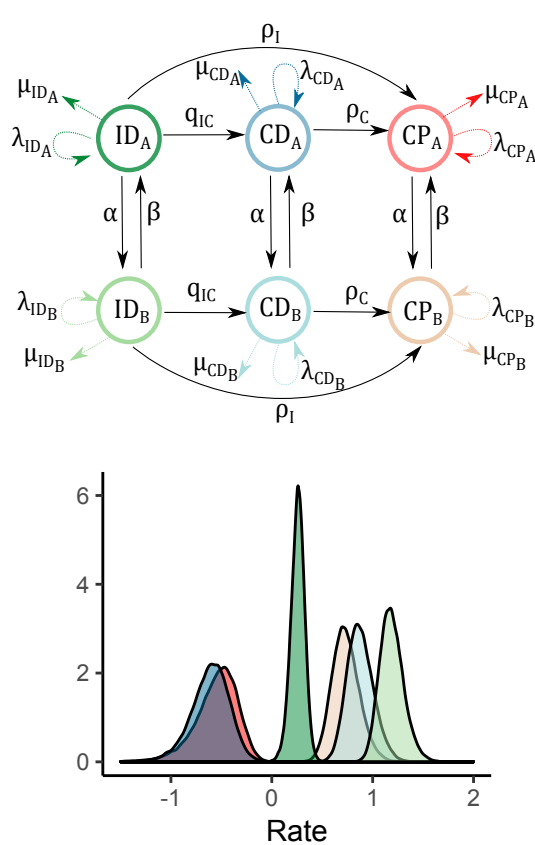 ρI
μIDA
μCDA
λCDA
μCPA
λIDA
IDA
qIC
CDA
ρC
CPA
λCPA
α
β
α
β
α
β
λIDB
IDB
qIC
CDB
ρC
CPB
λCPB
μIDB
μCDB
λCDB
μCPB
ρI
6
4
2
0
-1 0 1 2
Rate